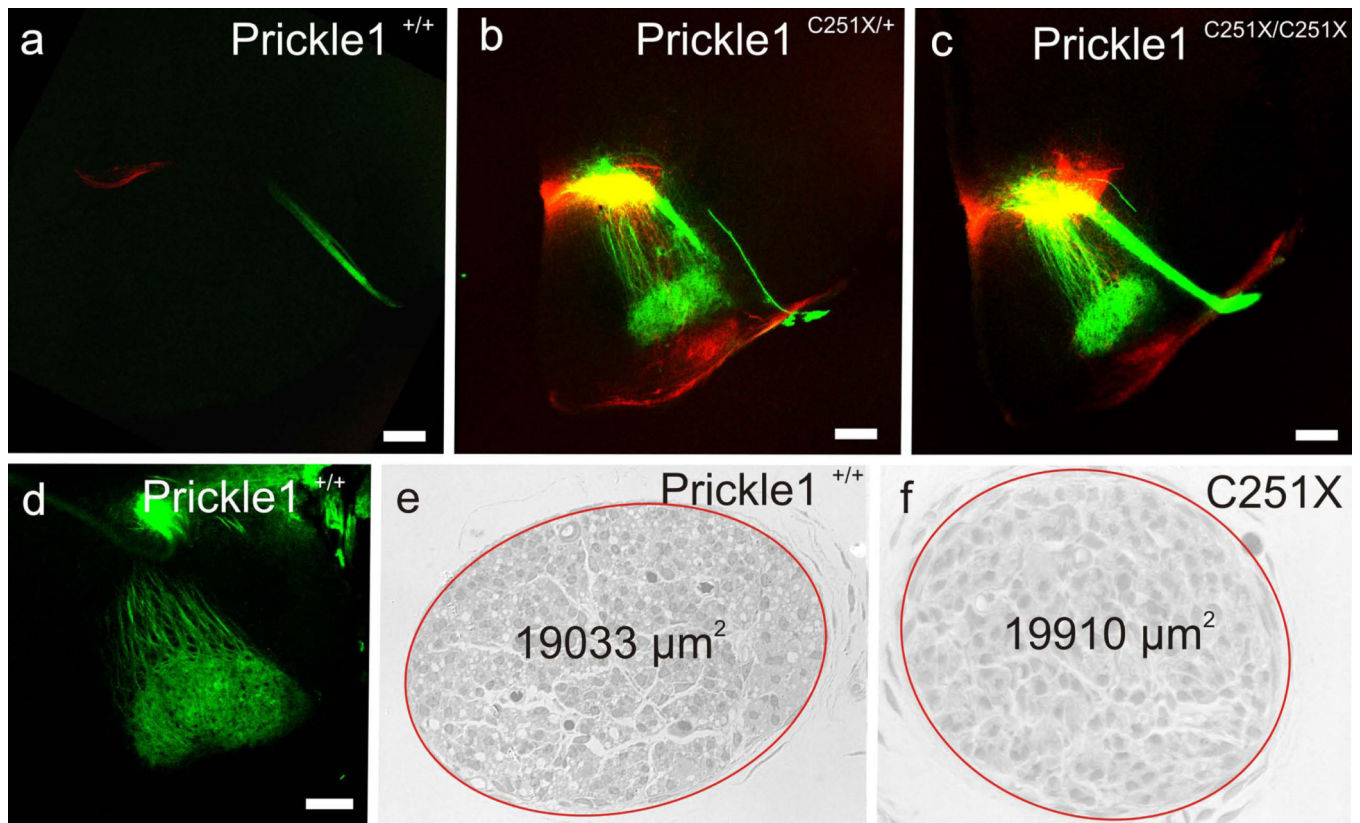 a Prickle1 +/+
b Prickle1 C251X/+
c Prickle1 C251X/C251X
d Prickle1 +/+
e Prickle1 +/+
19033 µm²
f C251X
19910 µm²